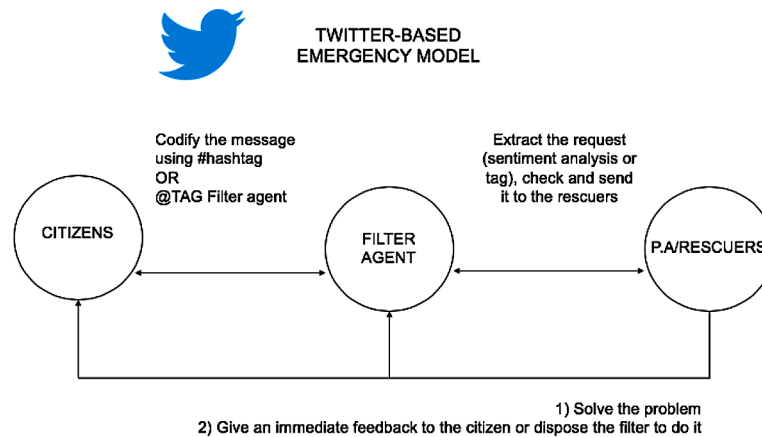 TWITTER-BASED
EMERGENCY MODEL
Codify the message
using #hashtag
OR
@TAG Filter agent
Extract the request
(sentiment analysis or
tag), check and send
it to the rescuers
CITIZENS
FILTER
AGENT
P.A/RESCUERS
1) Solve the problem
2) Give an immediate feedback to the citizen or dispose the filter to do it